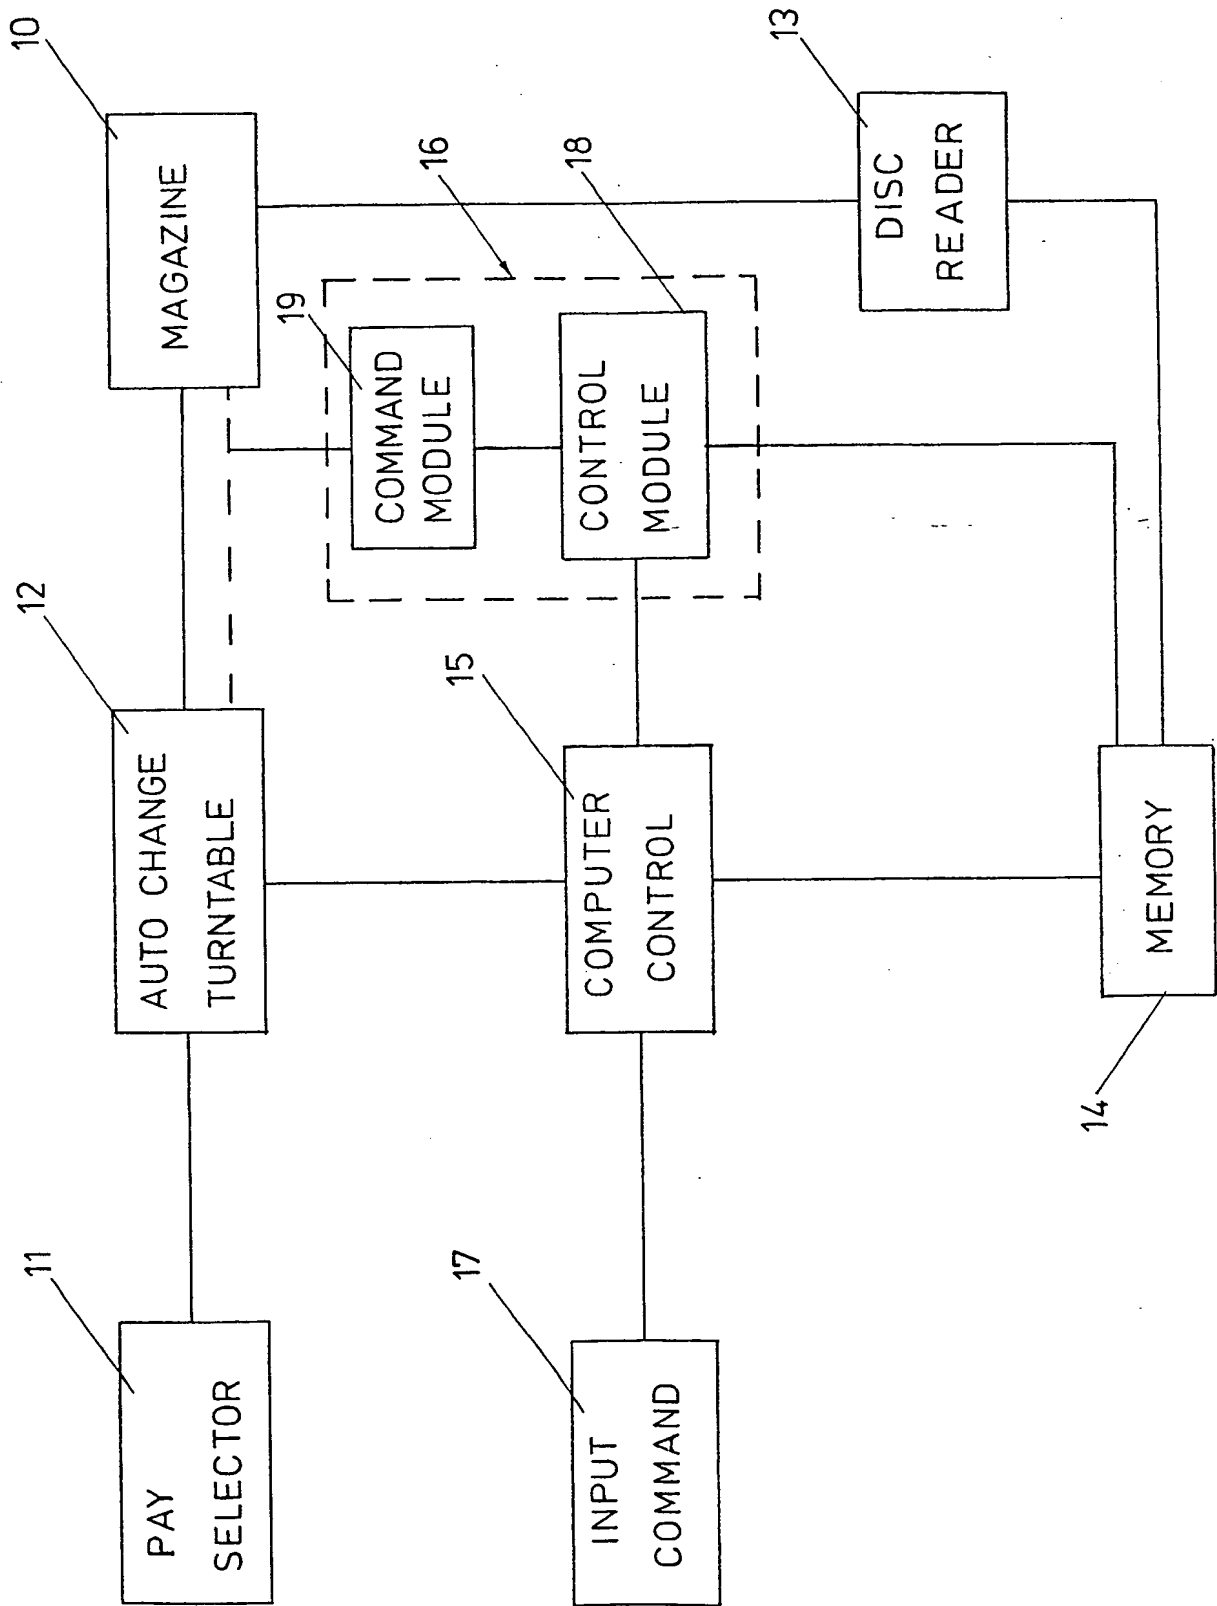 11
PAY
SELECTOR
12
AUTO CHANGE
TURNTABLE
10
MAGAZINE
17
INPUT
COMMAND
15
COMPUTER
CONTROL
16
19
COMMAND
MODULE
18
CONTROL
MODULE
14
MEMORY
13
DISC
READER